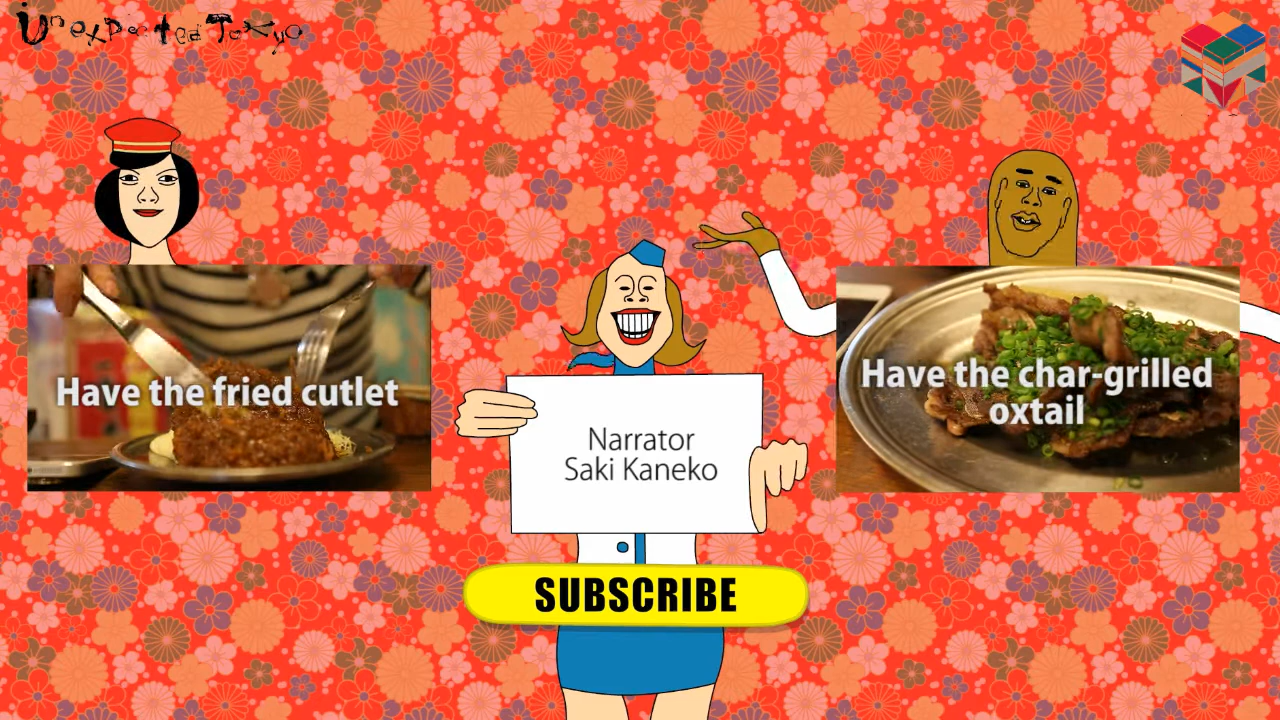 Unexpected Tokyo
Have the fried cutlet
Narrator
Saki Kaneko
Have the char-grilled
oxtail
SUBSCRIBE